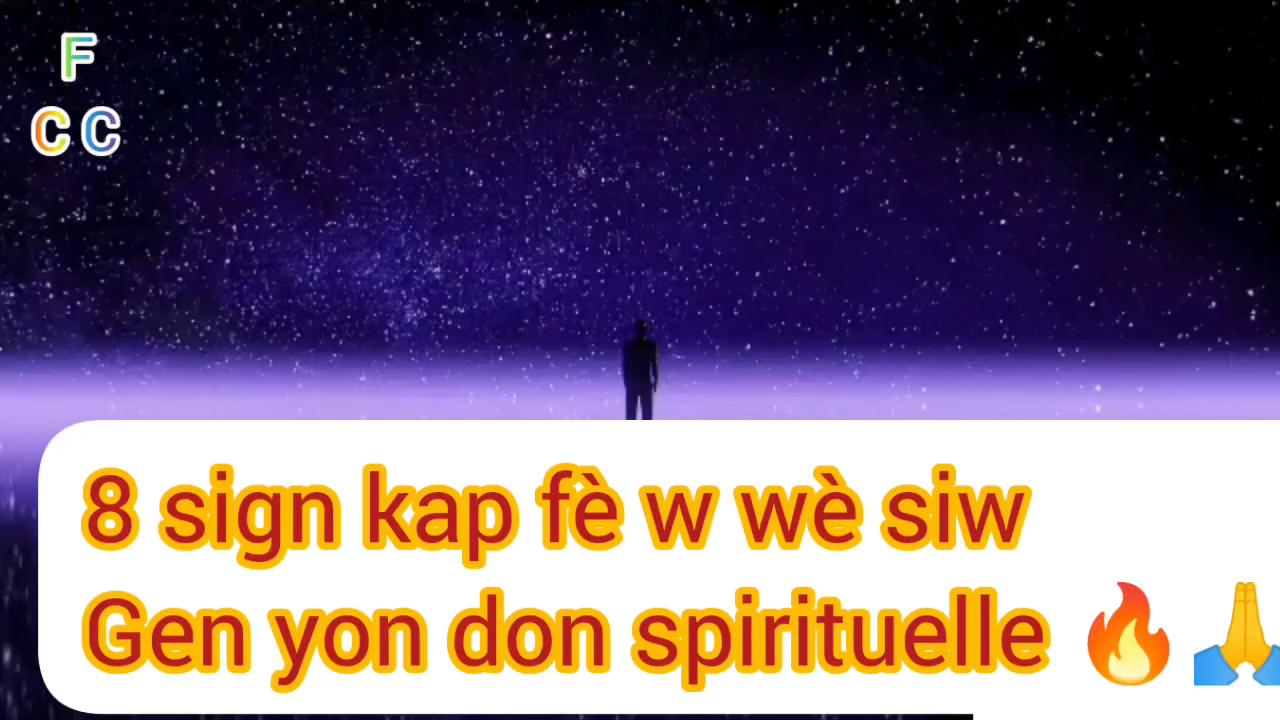 F
C C
8 sign kap fè w wè siw
Gen yon don spirituelle 🔥🙏